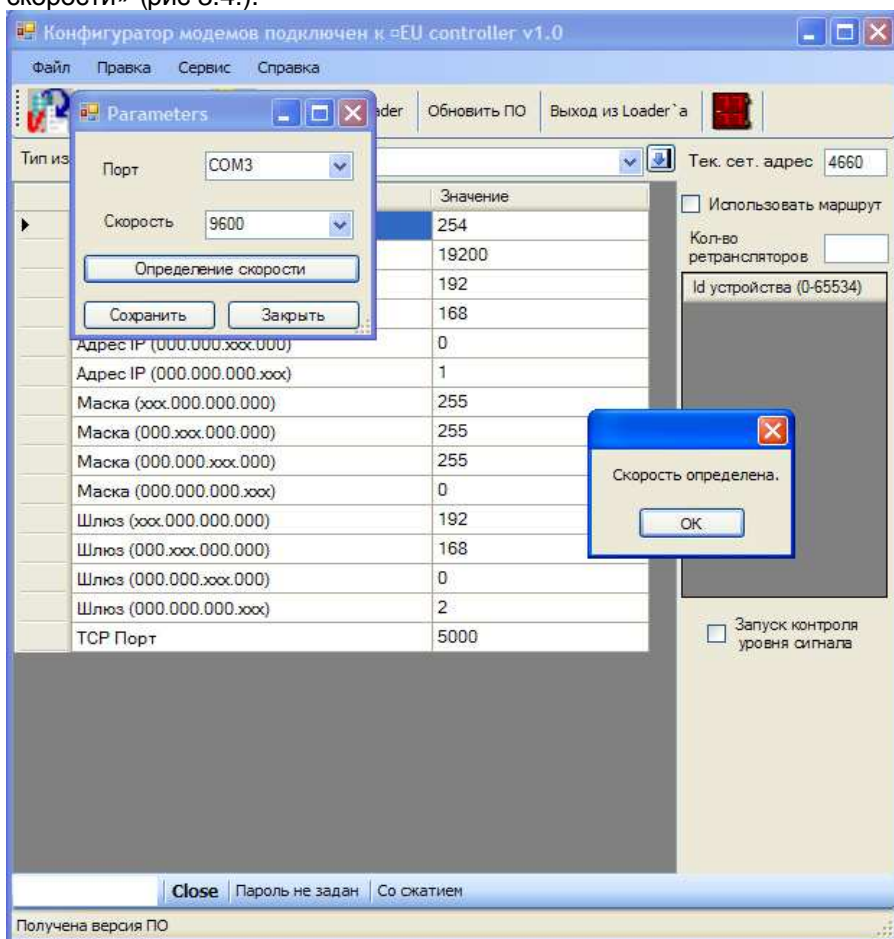 скорости» (рис 3.4.).
Конфигуратор модемов подключен к ¤EU controller v1.0
Файл Правка Сервис Справка
Обновить ПО Выход из Loader`а
Parameters
Порт COM3
Скорость 9600
Определение скорости
Сохранить Закрыть
Тек. сет. адрес 4660
Использовать маршрут
Кол-во
ретрансляторов
Id устройства (0-65534)
Значение
254
19200
192
168
Адрес IP (000.000.xxx.000) 0
Адрес IP (000.000.000.xxx) 1
Маска (xxx.000.000.000) 255
Маска (000.xxx.000.000) 255
Маска (000.000.xxx.000) 255
Маска (000.000.000.xxx) 0
Шлюз (xxx.000.000.000) 192
Шлюз (000.xxx.000.000) 168
Шлюз (000.000.xxx.000) 0
Шлюз (000.000.000.xxx) 2
TCP Порт 5000
Скорость определена.
OK
Запуск контроля
уровня сигнала
Close Пароль не задан Со сжатием
Получена версия ПО